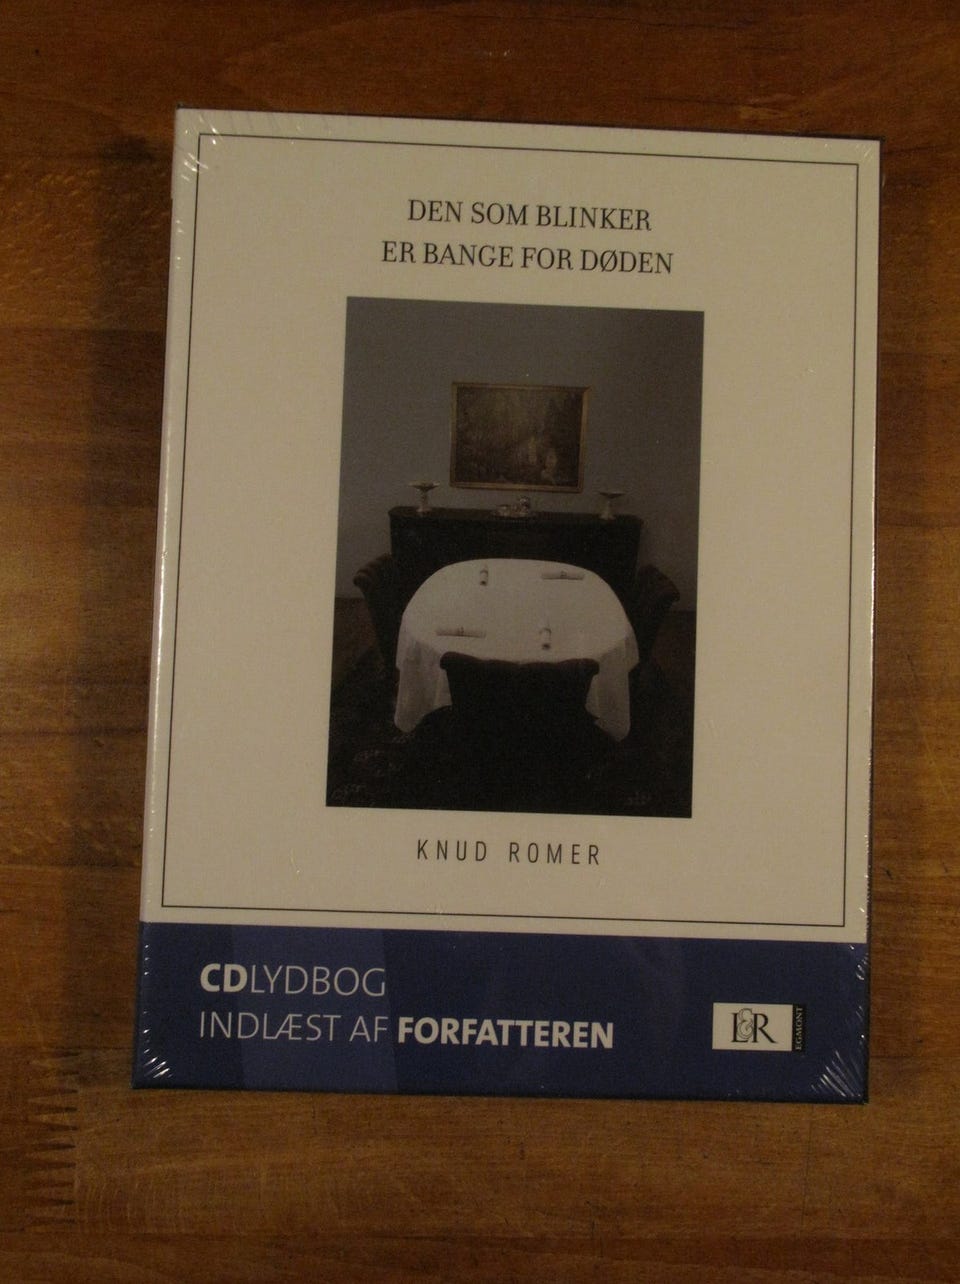 DEN SOM BLINKER
ER BANGE FOR DØDEN
KNUD ROMER
CDLYDBOG
INDLÆST AF FORFATTEREN
L&R
EGMONT